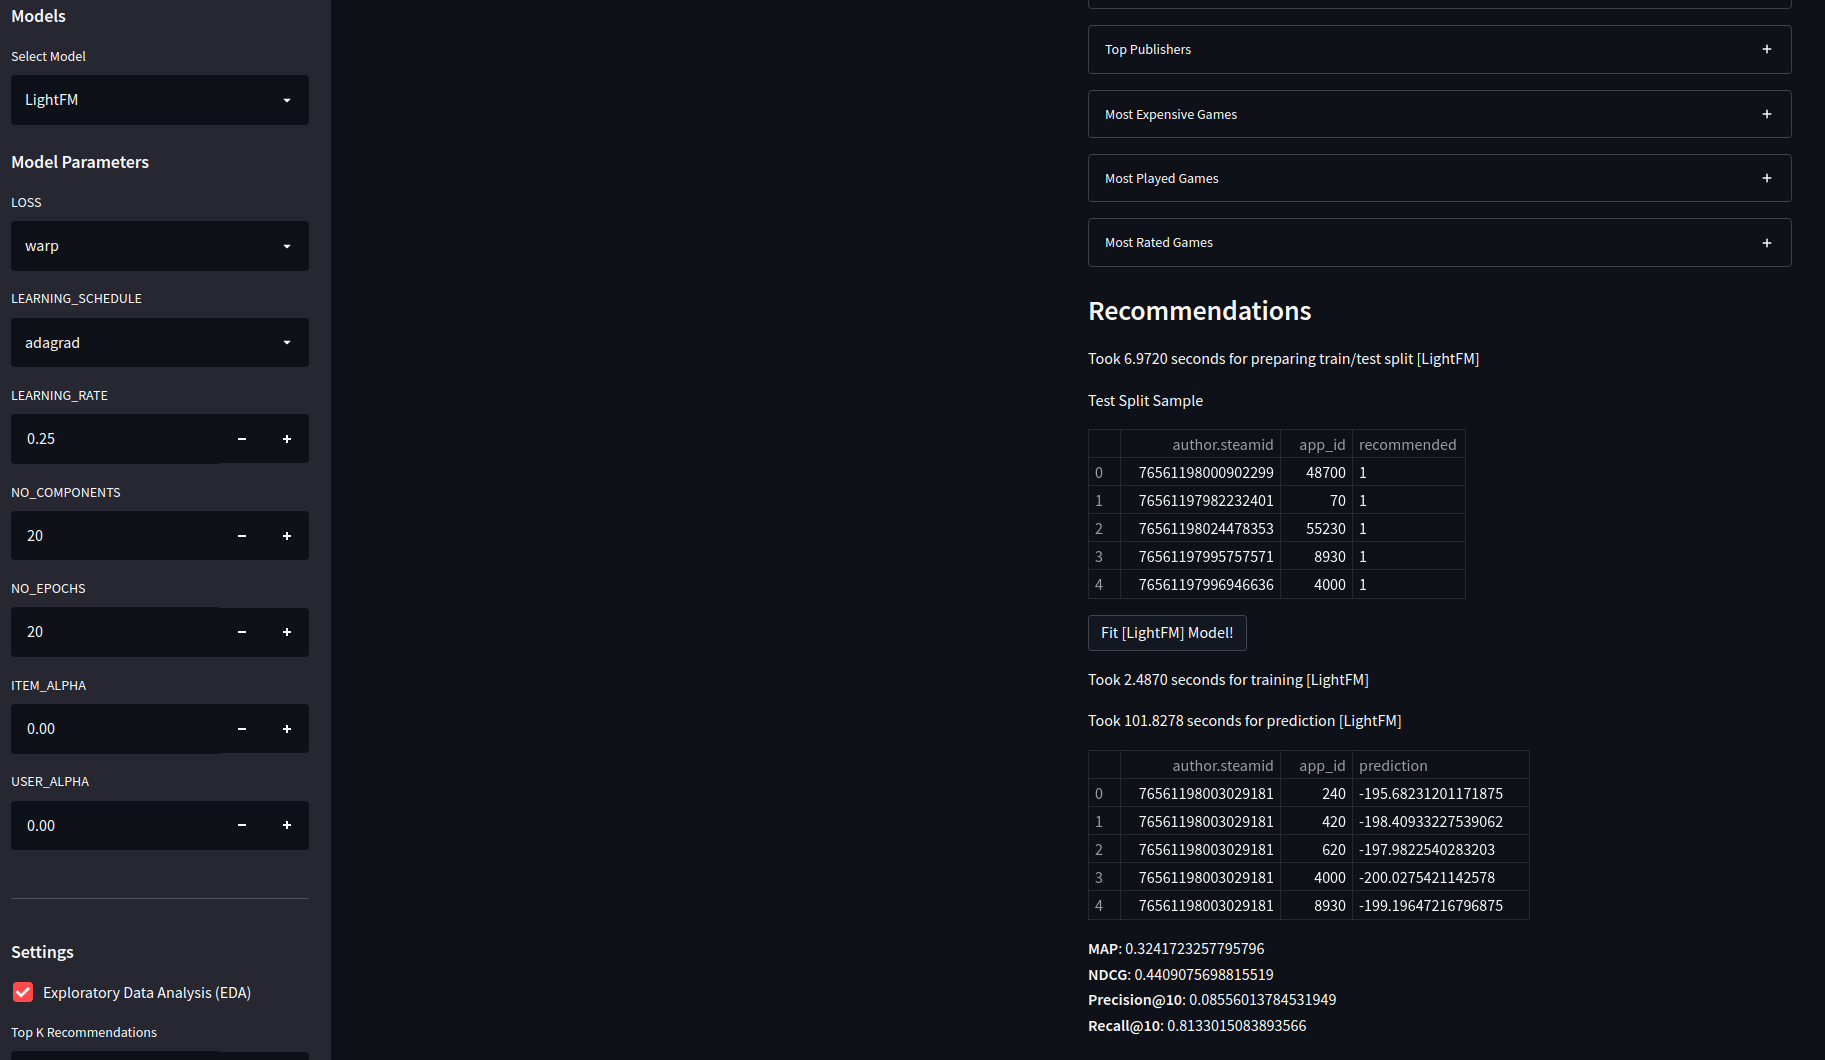 Models
Select Model
LightFM
Model Parameters
LOSS
warp
LEARNING_SCHEDULE
adagrad
LEARNING_RATE
0.25
NO_COMPONENTS
20
NO_EPOCHS
20
ITEM_ALPHA
0.00
USER_ALPHA
0.00
Settings
Exploratory Data Analysis (EDA)
Top K Recommendations
Top Publishers
Most Expensive Games
Most Played Games
Most Rated Games
Recommendations
Took 6.9720 seconds for preparing train/test split [LightFM]
Test Split Sample
author.steamid app_id recommended
0 76561198000902299 48700 1
1 76561197982232401 70 1
2 76561198024478353 55230 1
3 76561197995757571 8930 1
4 76561197996946636 4000 1
Fit [LightFM] Model!
Took 2.4870 seconds for training [LightFM]
Took 101.8278 seconds for prediction [LightFM]
author.steamid app_id prediction
0 76561198003029181 240 -195.68231201171875
1 76561198003029181 420 -198.40933227539062
2 76561198003029181 620 -197.9822540283203
3 76561198003029181 4000 -200.0275421142578
4 76561198003029181 8930 -199.19647216796875
MAP: 0.3241723257795796
NDCG: 0.4409075698815519
Precision@10: 0.08556013784531949
Recall@10: 0.8133015083893566